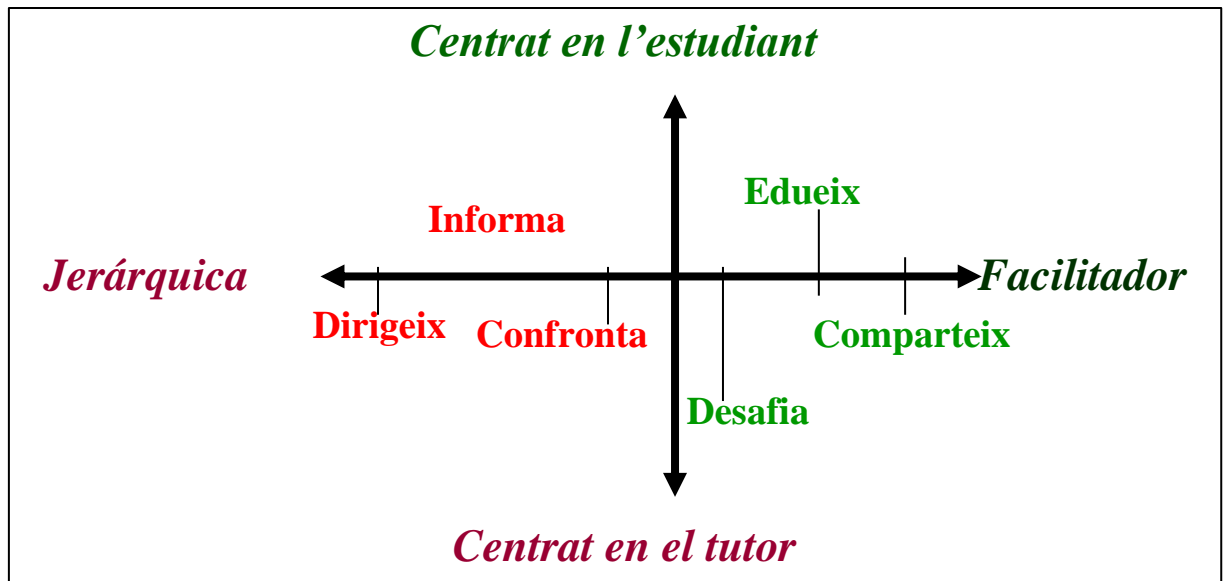 Centrat en l’estudiant
Edueix
Informa
Jerárquica
Facilitador
Dirigeix
Confronta
Comparteix
Desafia
Centrat en el tutor